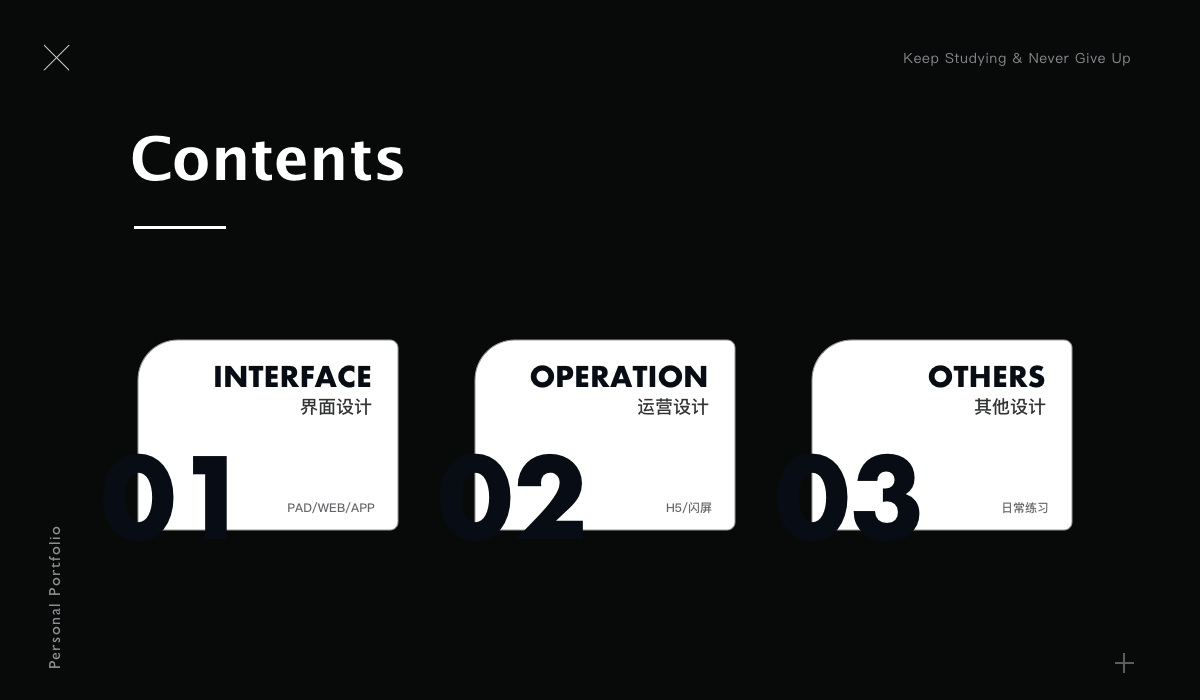 Keep Studying & Never Give Up
Contents
INTERFACE
界面设计
01
PAD/WEB/APP
OPERATION
运营设计
02
H5/闪屏
OTHERS
其他设计
03
日常练习
Personal Portfolio